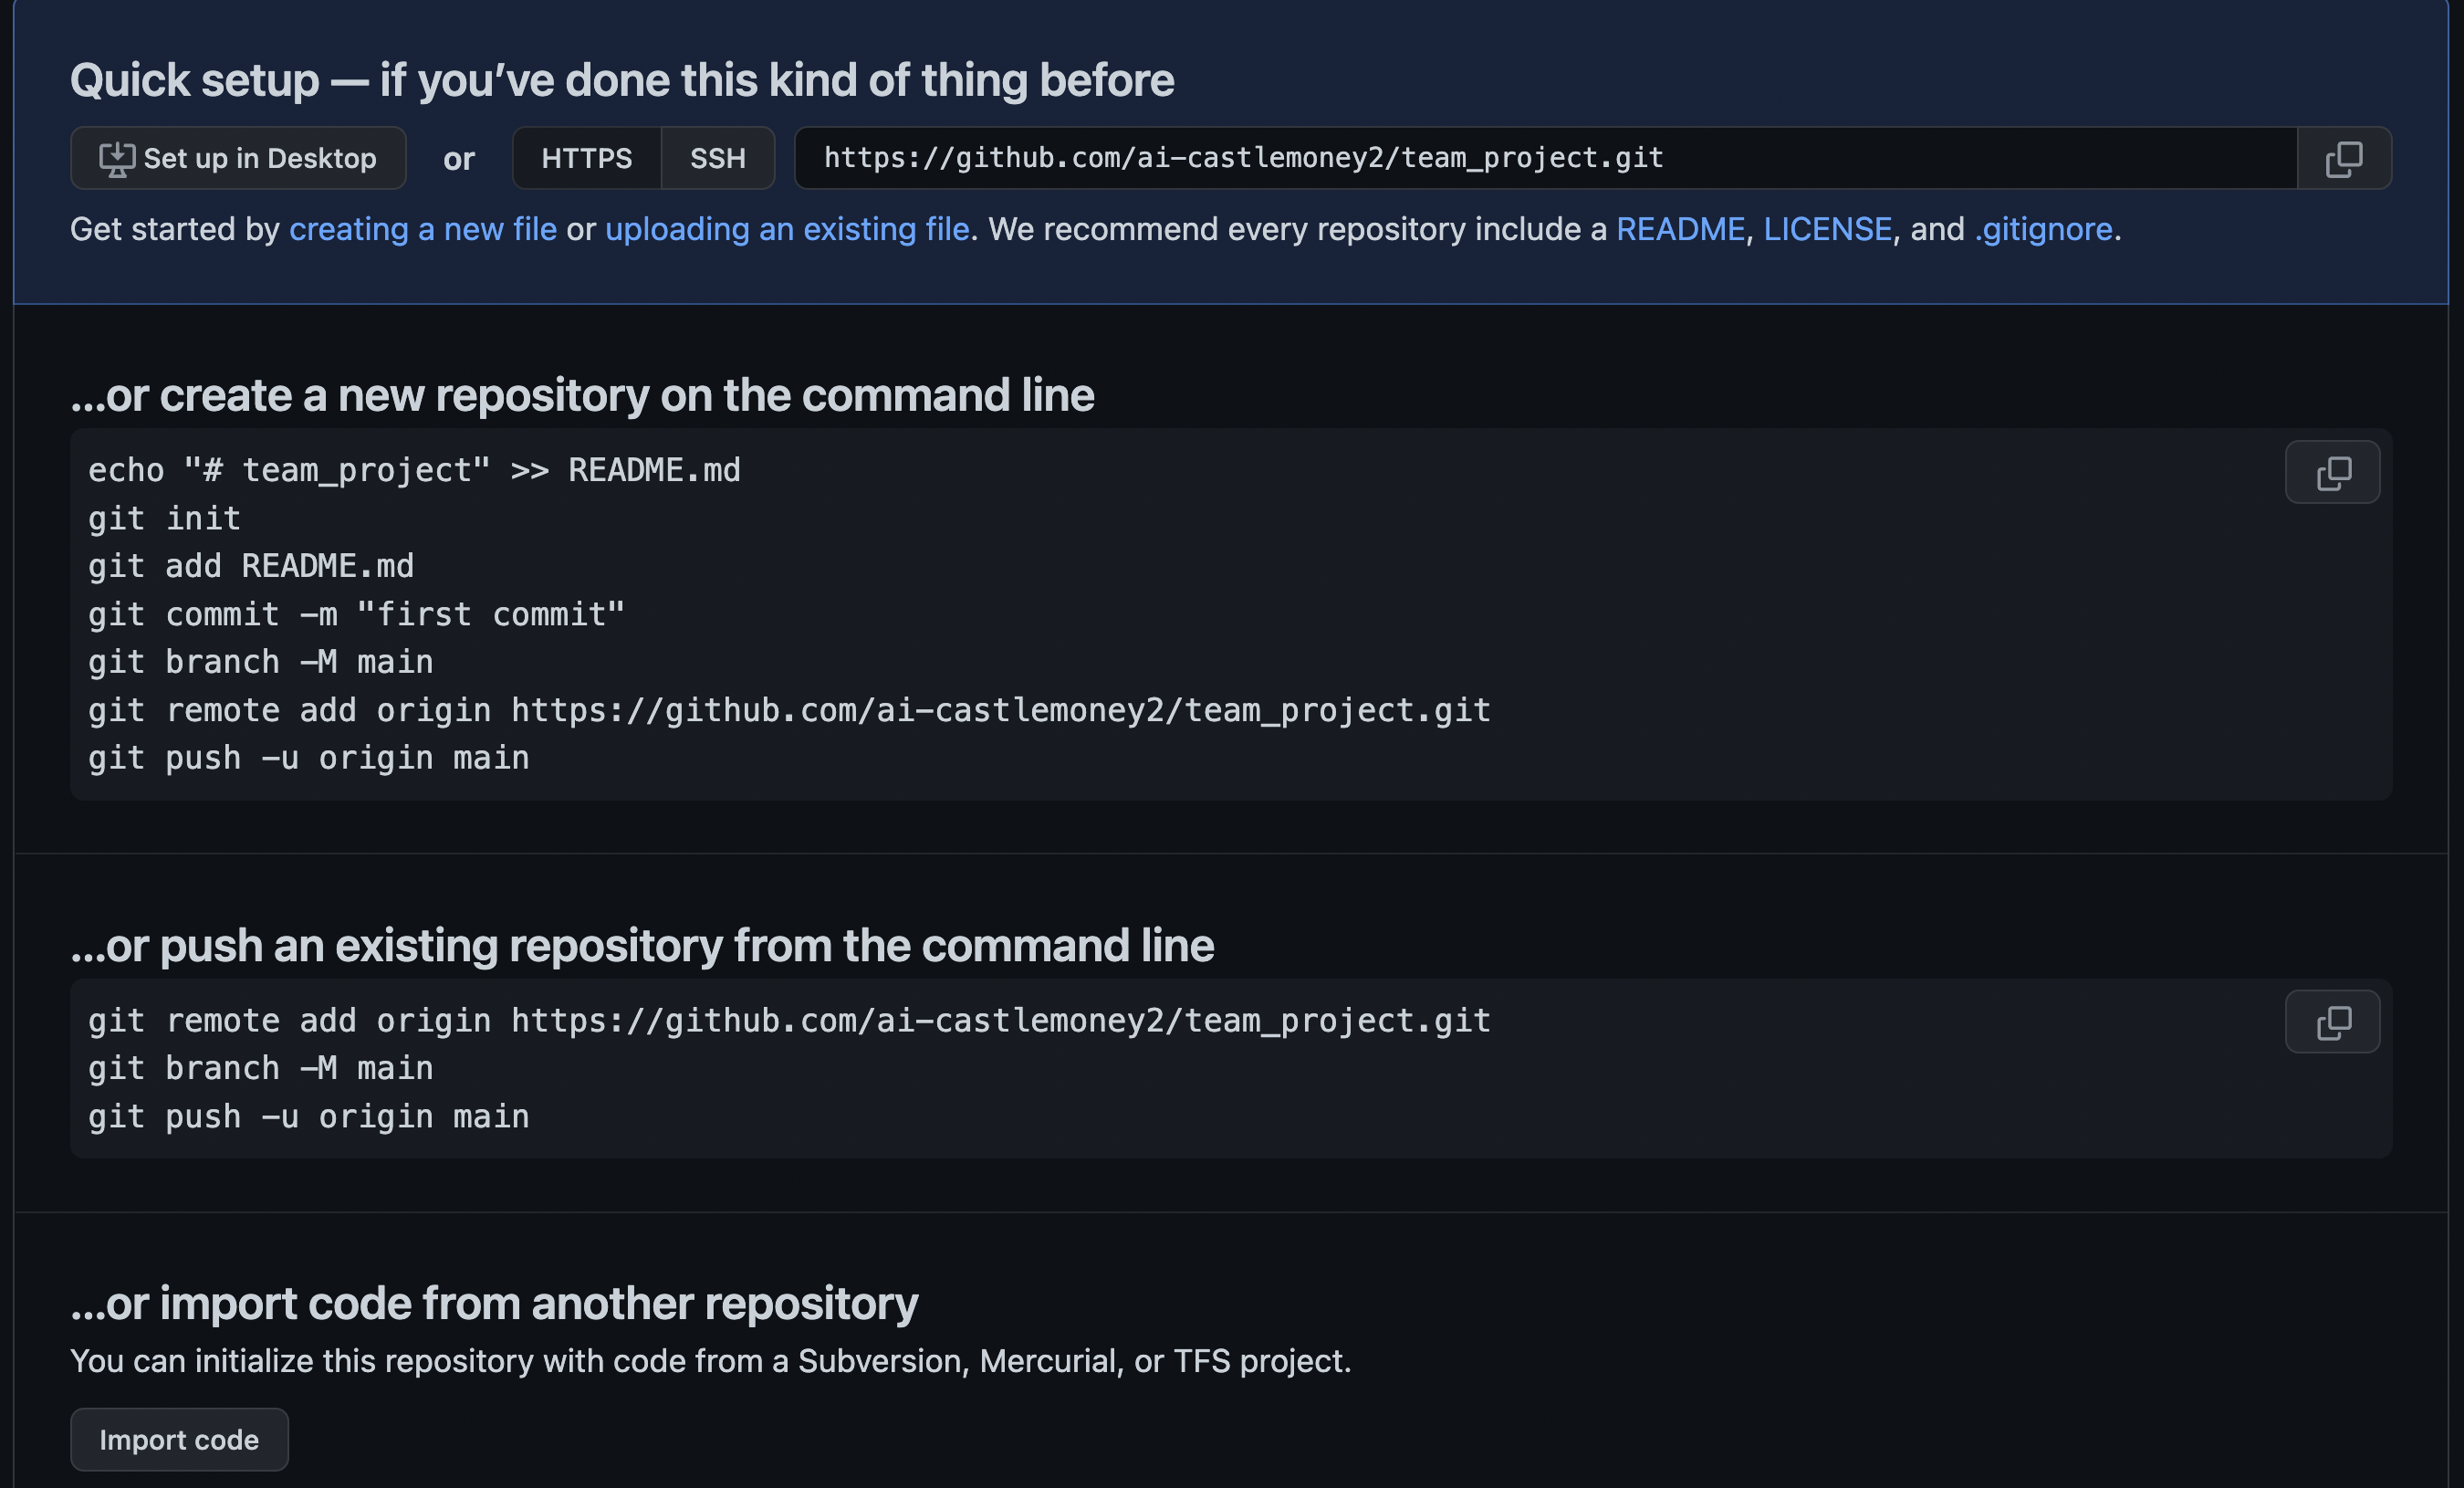 Quick setup — if you’ve done this kind of thing before
Set up in Desktop or HTTPS SSH https://github.com/ai-castlemoney2/team_project.git
Get started by creating a new file or uploading an existing file. We recommend every repository include a README, LICENSE, and .gitignore.
…or create a new repository on the command line
echo "# team_project" >> README.md
git init
git add README.md
git commit -m "first commit"
git branch -M main
git remote add origin https://github.com/ai-castlemoney2/team_project.git
git push -u origin main
…or push an existing repository from the command line
git remote add origin https://github.com/ai-castlemoney2/team_project.git
git branch -M main
git push -u origin main
…or import code from another repository
You can initialize this repository with code from a Subversion, Mercurial, or TFS project.
Import code